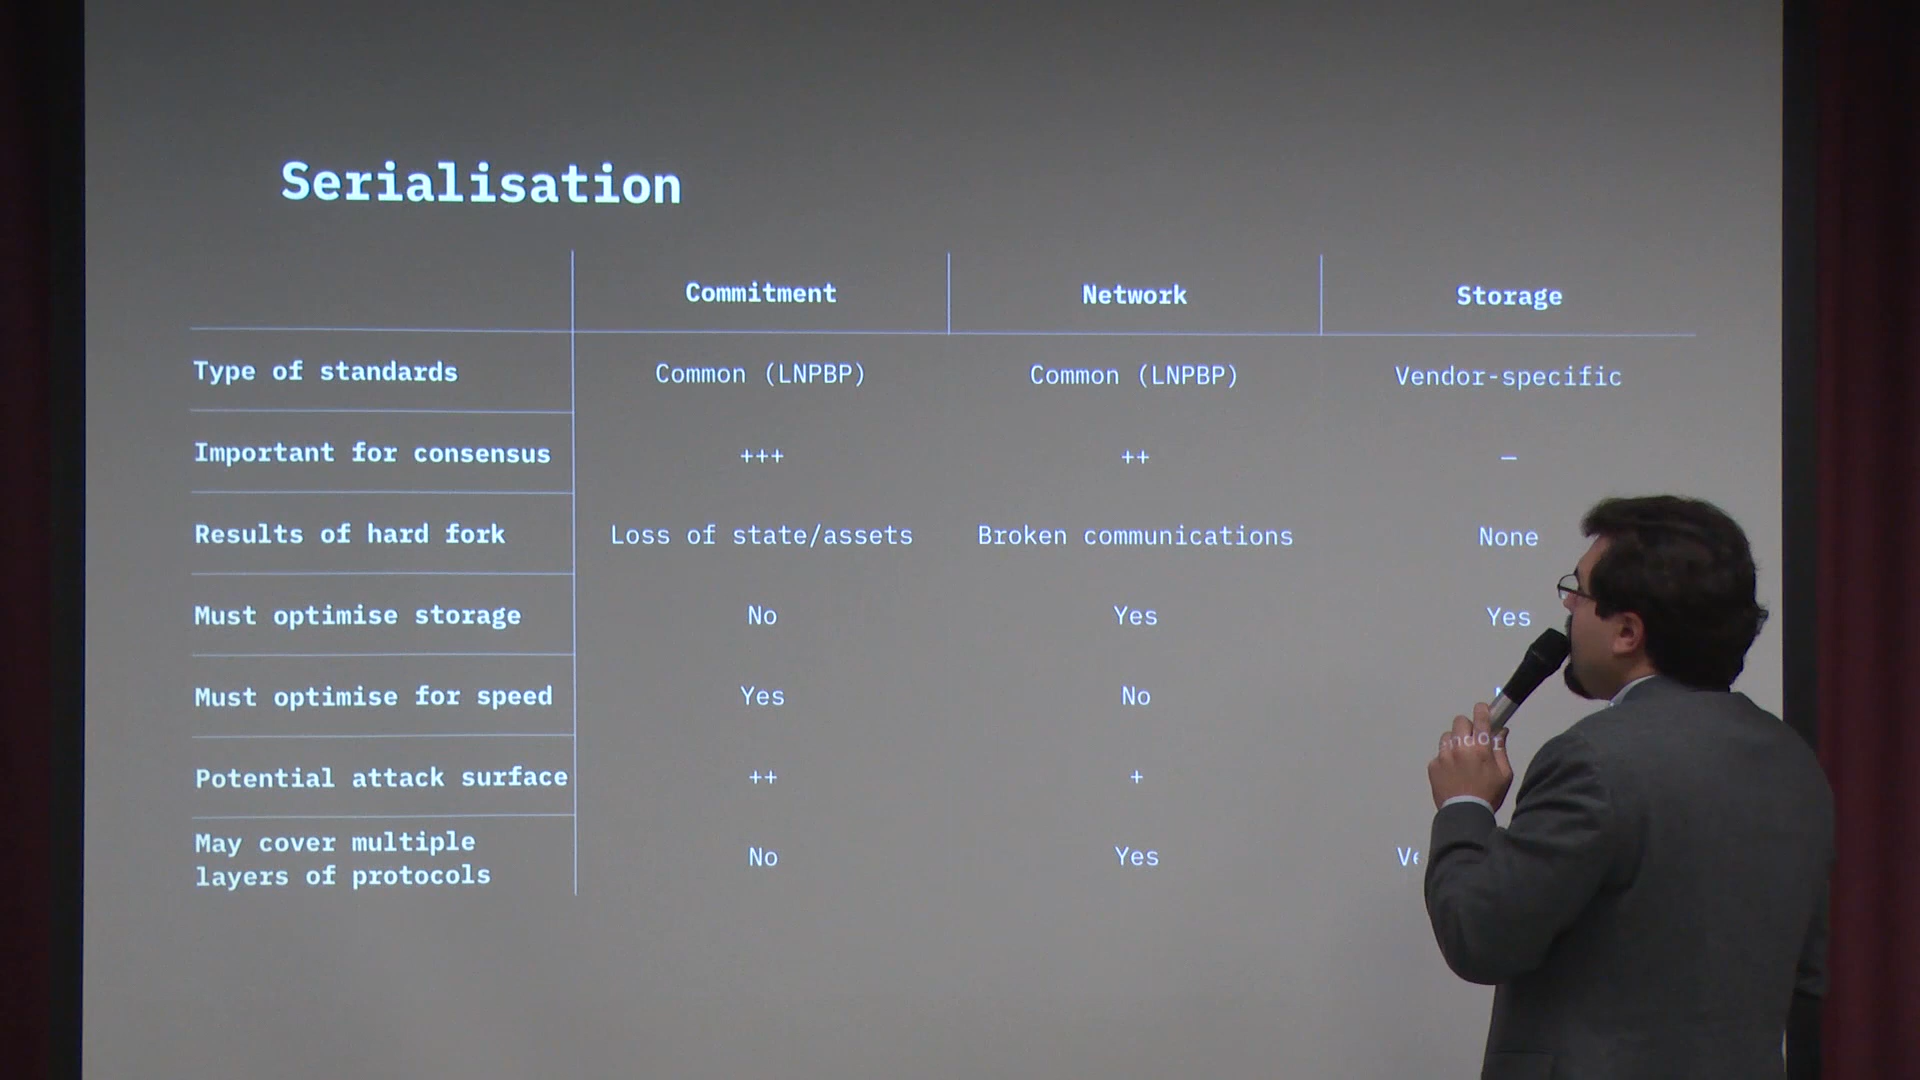 Serialisation
Commitment Network Storage
Type of standards Common (LNPBP) Common (LNPBP) Vendor-specific
Important for consensus +++ ++ –
Results of hard fork Loss of state/assets Broken communications None
Must optimise storage No Yes Yes
Must optimise for speed Yes No
Potential attack surface ++ +
May cover multiple
layers of protocols No Yes